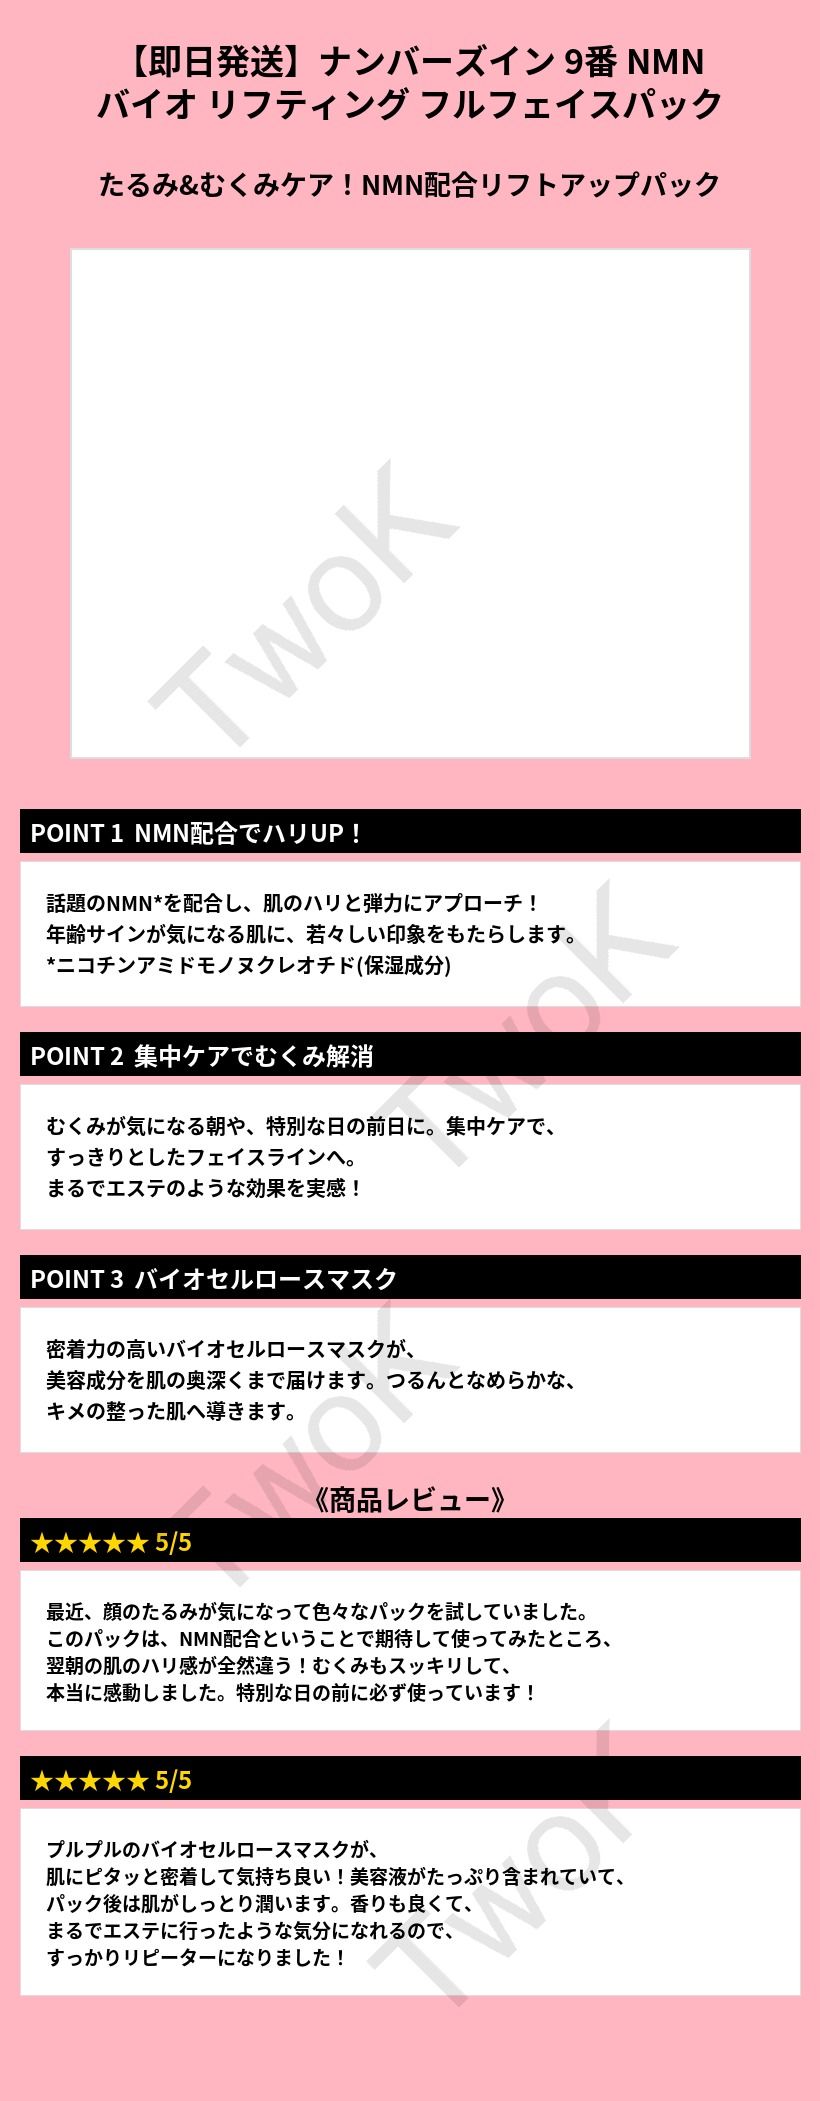 【即日発送】ナンバーズイン 9番 NMN
バイオ リフティング フルフェイスパック
たるみ&むくみケア！NMN配合リフトアップパック
TwoK
POINT 1 NMN配合でハリUP！
話題のNMN*を配合し、肌のハリと弾力にアプローチ！
年齢サインが気になる肌に、若々しい印象をもたらします。
*ニコチンアミドモノヌクレオチド(保湿成分)
TwoK
POINT 2 集中ケアでむくみ解消
むくみが気になる朝や、特別な日の前日に。集中ケアで、
すっきりとしたフェイスラインへ。
まるでエステのような効果を実感！
POINT 3 バイオセルロースマスク
密着力の高いバイオセルロースマスクが、
美容成分を肌の奥深くまで届けます。つるんとなめらかな、
キメの整った肌へ導きます。
TwoK
《商品レビュー》
★★★★★ 5/5
最近、顔のたるみが気になって色々なパックを試していました。
このパックは、NMN配合ということで期待して使ってみたところ、
翌朝の肌のハリ感が全然違う！むくみもスッキリして、
本当に感動しました。特別な日の前に必ず使っています！
★★★★★ 5/5
プルプルのバイオセルロースマスクが、
肌にピタッと密着して気持ち良い！美容液がたっぷり含まれていて、
パック後は肌がしっとり潤います。香りも良くて、
まるでエステに行ったような気分になれるので、
すっかりリピーターになりました！
TwoK